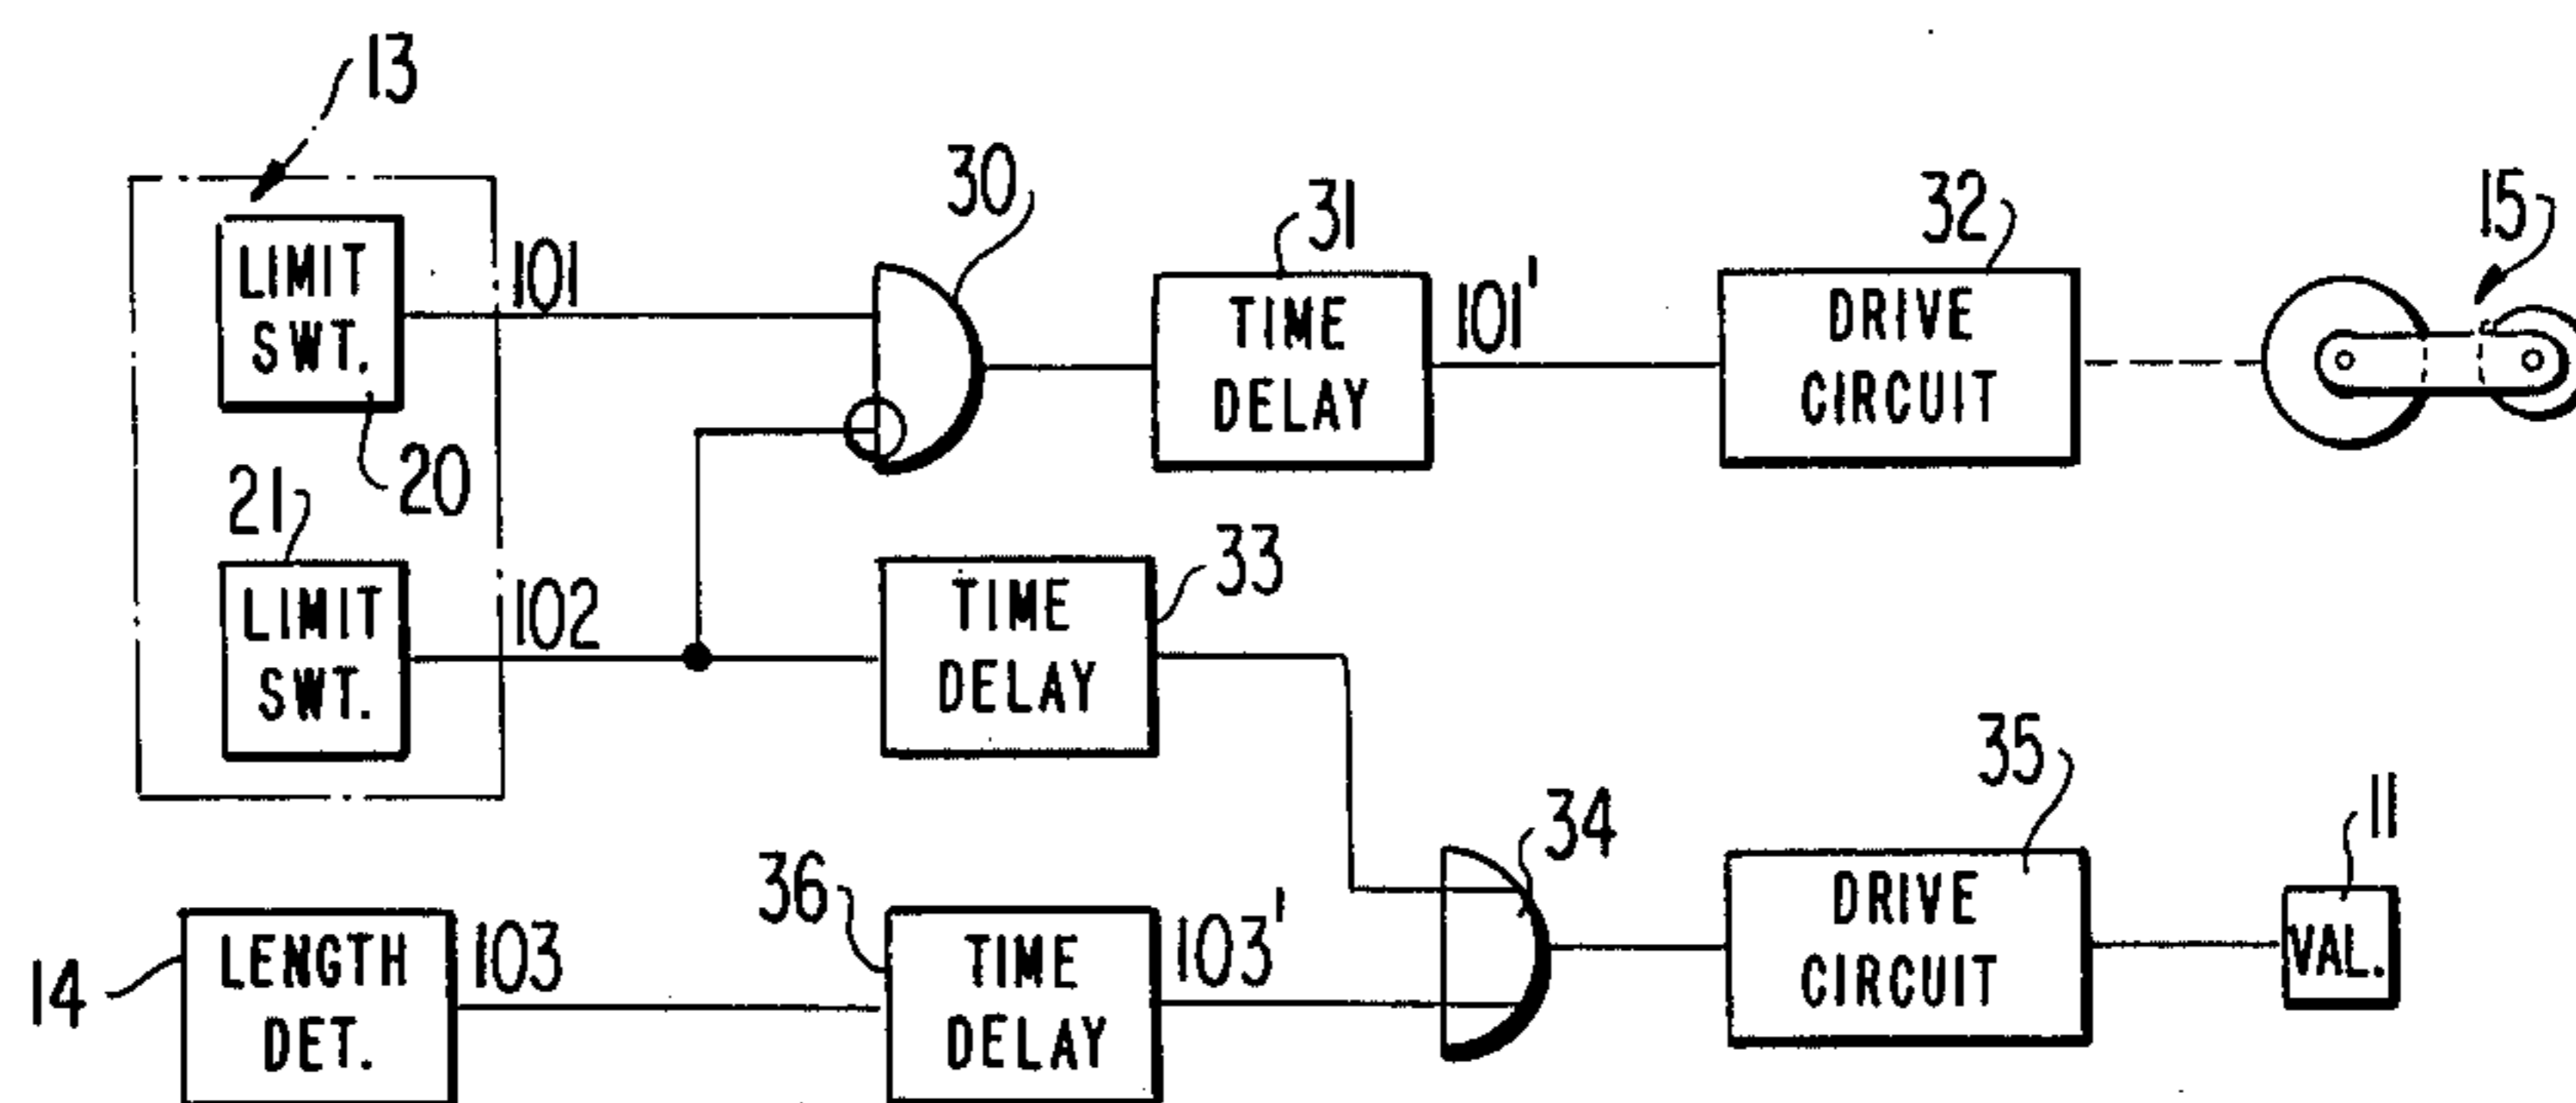 13
30
31
32
15
LIMIT
SWT.
101
TIME
DELAY
101'
DRIVE
CIRCUIT
20
21
33
LIMIT
SWT.
102
TIME
DELAY
35
11
34
36
LENGTH
DET.
14
103
TIME
DELAY
103'
DRIVE
CIRCUIT
VAL.